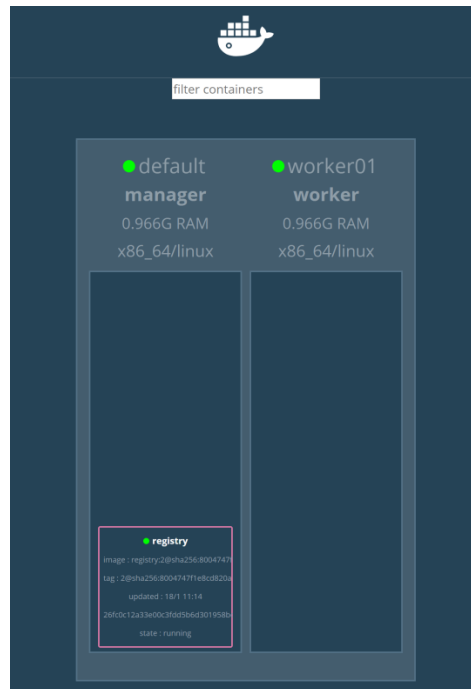 filter containers
default
manager
0.966G RAM
x86_64/linux
worker01
worker
0.966G RAM
x86_64/linux
registry
image : registry:2@sha256:8004747f
tag : 2@sha256:8004747f1e8cd820a
updated : 18/1 11:14
26fc0c12a33e00c3fdd5b6d301958b
state : running